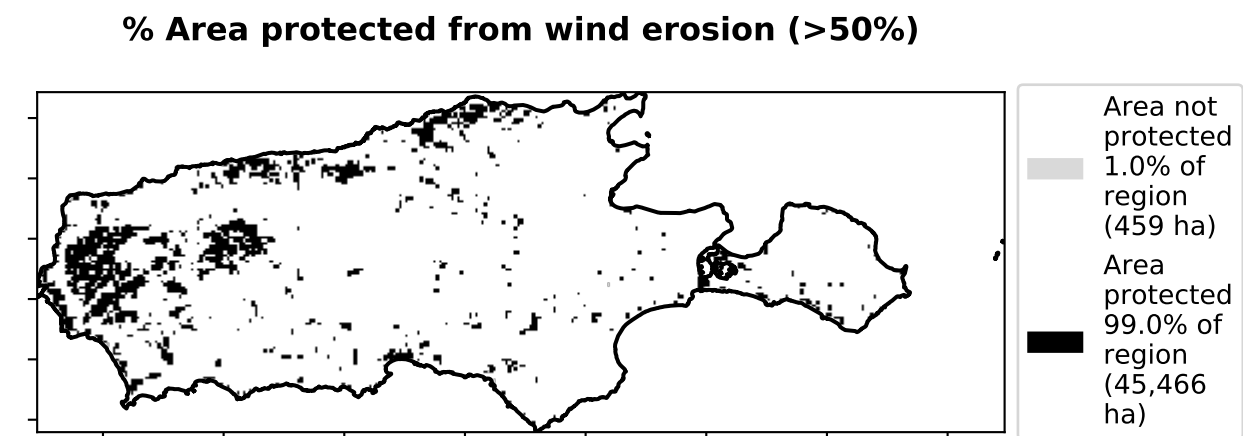 % Area protected from wind erosion (>50%)
Area not
protected
1.0% of
region
(459 ha)
Area
protected
99.0% of
region
(45,466
ha)